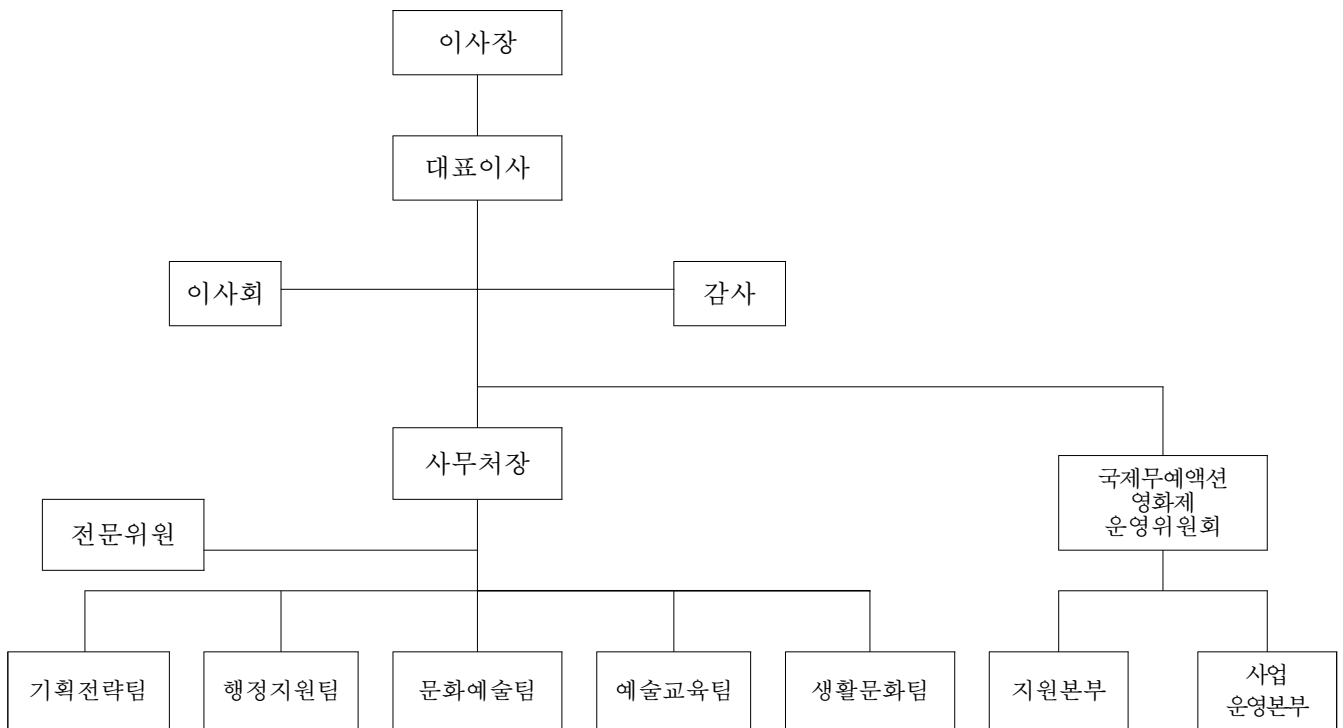 이사장
대표이사
이사회
감사
사무처장
국제무예액션
영화제
운영위원회
전문위원
기획전략팀
행정지원팀
문화예술팀
예술교육팀
생활문화팀
지원본부
사업
운영본부